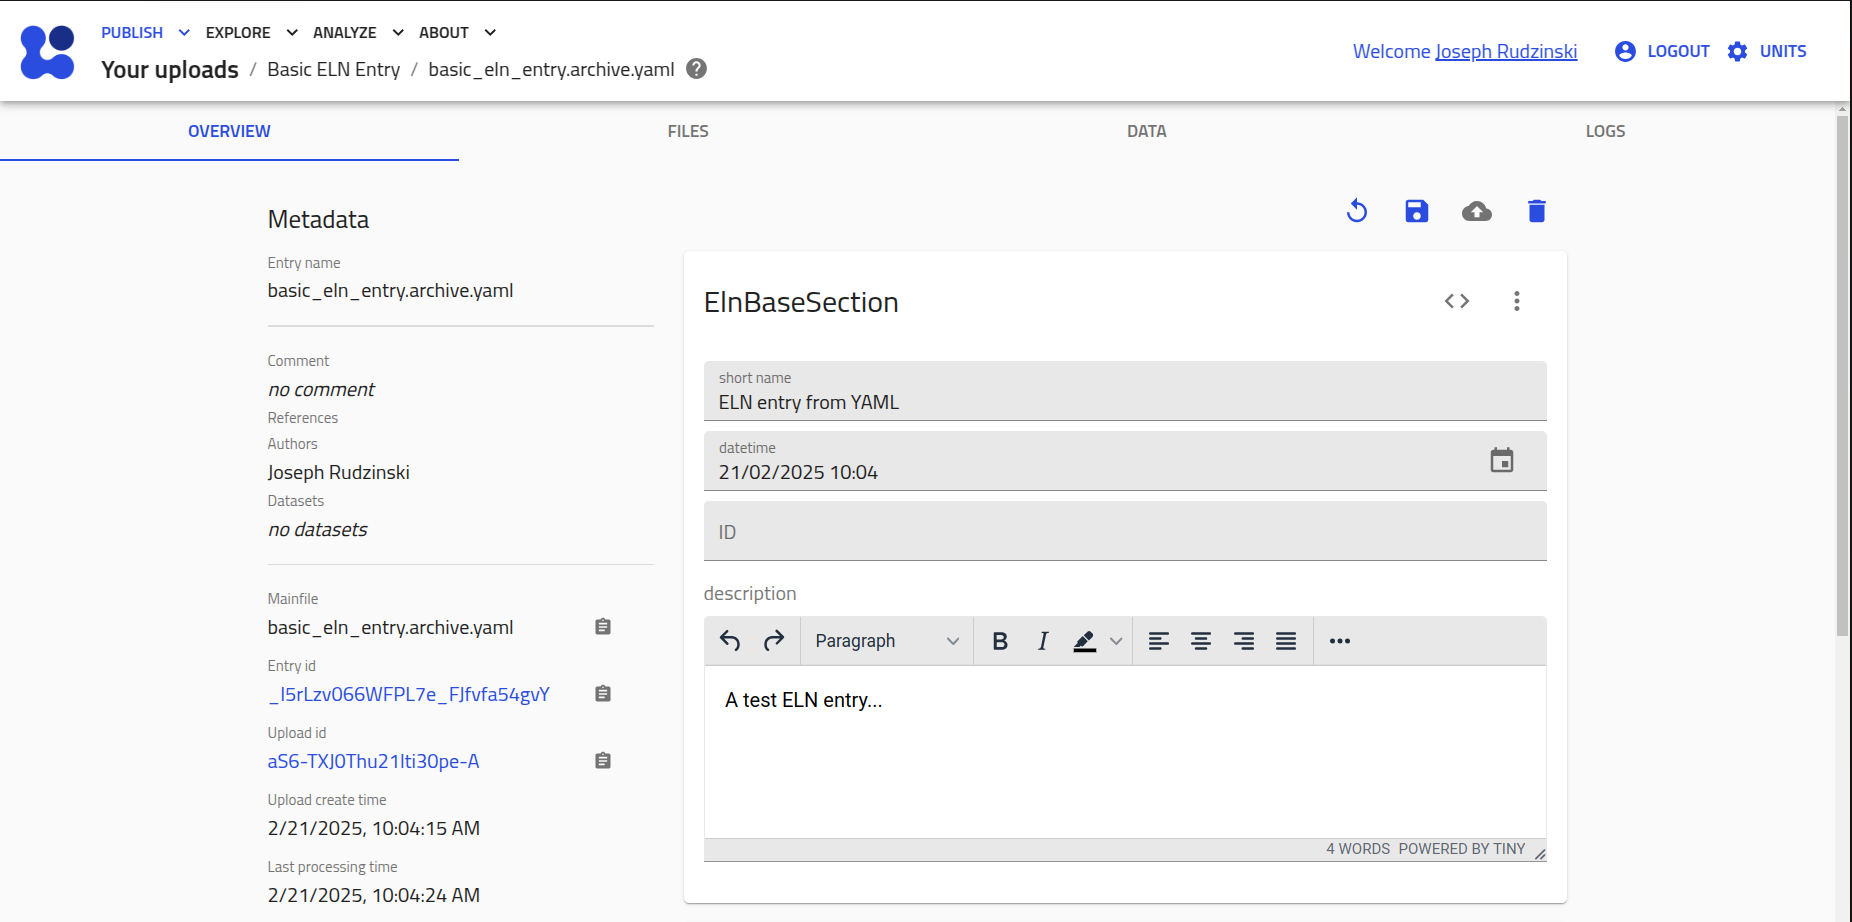 PUBLISH EXPLORE ANALYZE ABOUT
Your uploads / Basic ELN Entry / basic_eln_entry.archive.yaml
Welcome Joseph Rudzinski LOGOUT UNITS
OVERVIEW FILES DATA LOGS
Metadata
Entry name
basic_eln_entry.archive.yaml
Comment
no comment
References
Authors
Joseph Rudzinski
Datasets
no datasets
Mainfile
basic_eln_entry.archive.yaml
Entry id
_I5rLzv066WFPL7e_FJfvfa54gvY
Upload id
aS6-TXJ0Thu21Iti30pe-A
Upload create time
2/21/2025, 10:04:15 AM
Last processing time
2/21/2025, 10:04:24 AM
ElnBaseSection
short name
ELN entry from YAML
datetime
21/02/2025 10:04
ID
description
Paragraph B I
A test ELN entry...
4 WORDS POWERED BY TINY